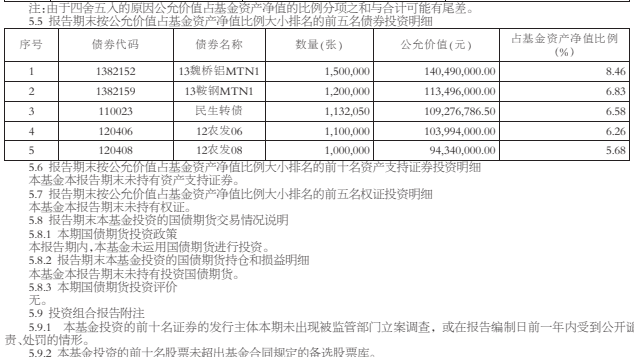 注:由于四舍五入的原因公允价值占基金资产净值的比例分项之和与合计可能有尾差。
5.5 报告期末按公允价值占基金资产净值比例大小排名的前五名债券投资明细
序号 债券代码 债券名称 数量(张) 公允价值(元) 占基金资产净值比例(%)
1 1382152 13魏桥铝MTN1 1,500,000 140,490,000.00 8.46
2 1382159 13鞍钢MTN1 1,200,000 113,496,000.00 6.83
3 110023 民生转债 1,132,050 109,276,786.50 6.58
4 120406 12农发06 1,100,000 103,994,000.00 6.26
5 120408 12农发08 1,000,000 94,340,000.00 5.68
5.6 报告期末按公允价值占基金资产净值比例大小排名的前十名资产支持证券投资明细
本基金本报告期末未持有资产支持证券。
5.7 报告期末按公允价值占基金资产净值比例大小排名的前五名权证投资明细
本基金本报告期末未持有权证。
5.8 报告期末本基金投资的国债期货交易情况说明
5.8.1 本期国债期货投资政策
本报告期内,本基金未运用国债期货进行投资。
5.8.2 报告期末本基金投资的国债期货持仓和损益明细
本基金本报告期末未持有投资国债期货。
5.8.3 本期国债期货投资评价
无。
5.9 投资组合报告附注
5.9.1 本基金投资的前十名证券的发行主体本期未出现被监管部门立案调查，或在报告编制日前一年内受到公开谴
责、处罚的情形。
5.9.2 本基金投资的前十名股票未超出基金合同规定的备选股票库。